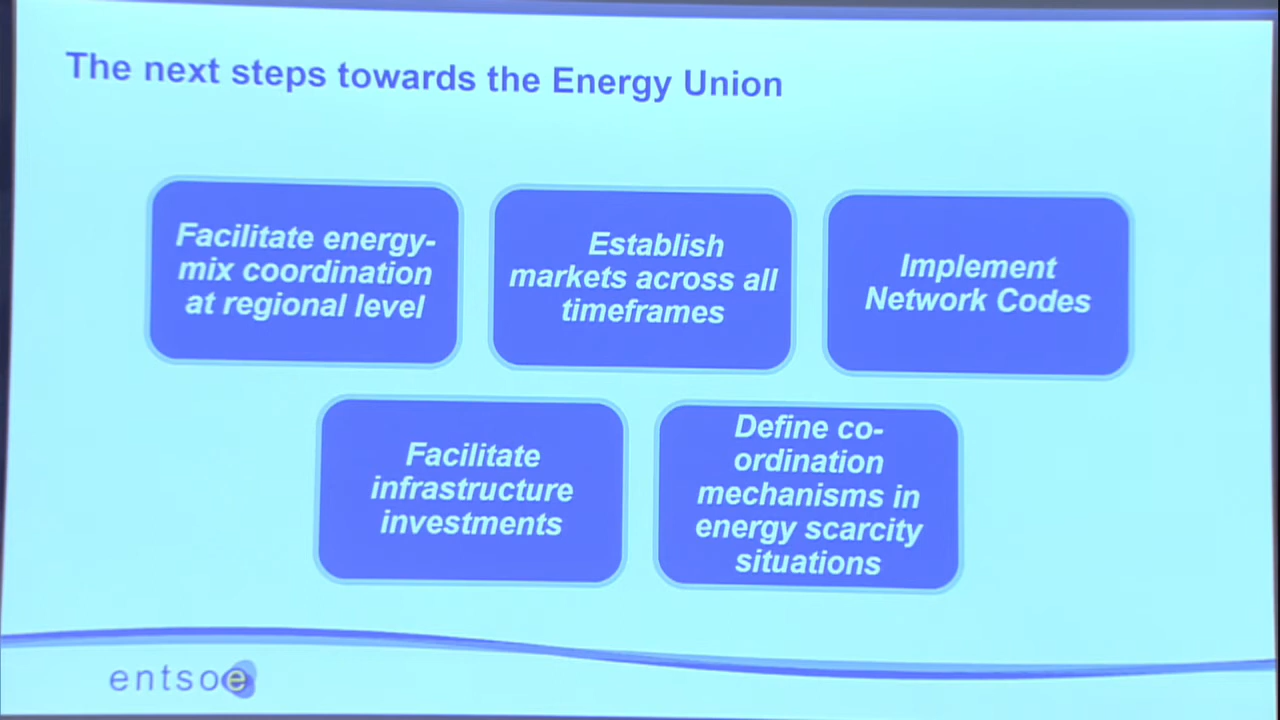 The next steps towards the Energy Union
Facilitate energy-
mix coordination
at regional level
Establish
markets across all
timeframes
Implement
Network Codes
Facilitate
infrastructure
investments
Define co-
ordination
mechanisms in
energy scarcity
situations
entsoe